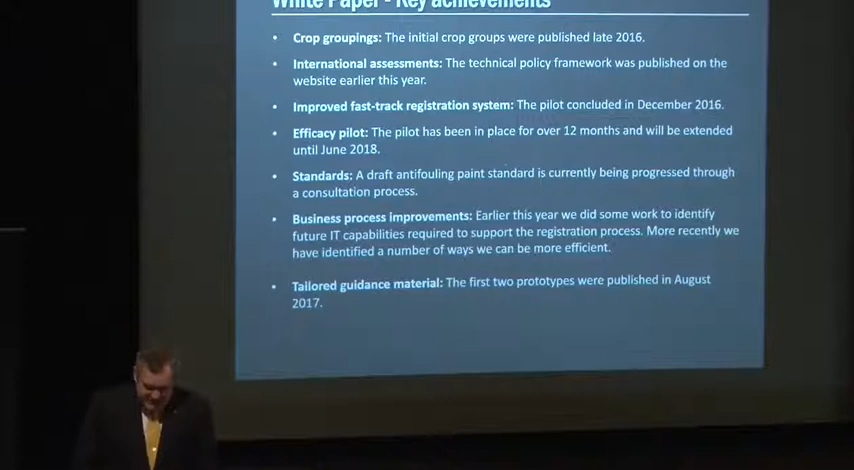 White Paper - Key achievements
• Crop groupings: The initial crop groups were published late 2016.
• International assessments: The technical policy framework was published on the
website earlier this year.
• Improved fast-track registration system: The pilot concluded in December 2016.
• Efficacy pilot: The pilot has been in place for over 12 months and will be extended
until June 2018.
• Standards: A draft antifouling paint standard is currently being progressed through
a consultation process.
• Business process improvements: Earlier this year we did some work to identify
future IT capabilities required to support the registration process. More recently we
have identified a number of ways we can be more efficient.
• Tailored guidance material: The first two prototypes were published in August
2017.